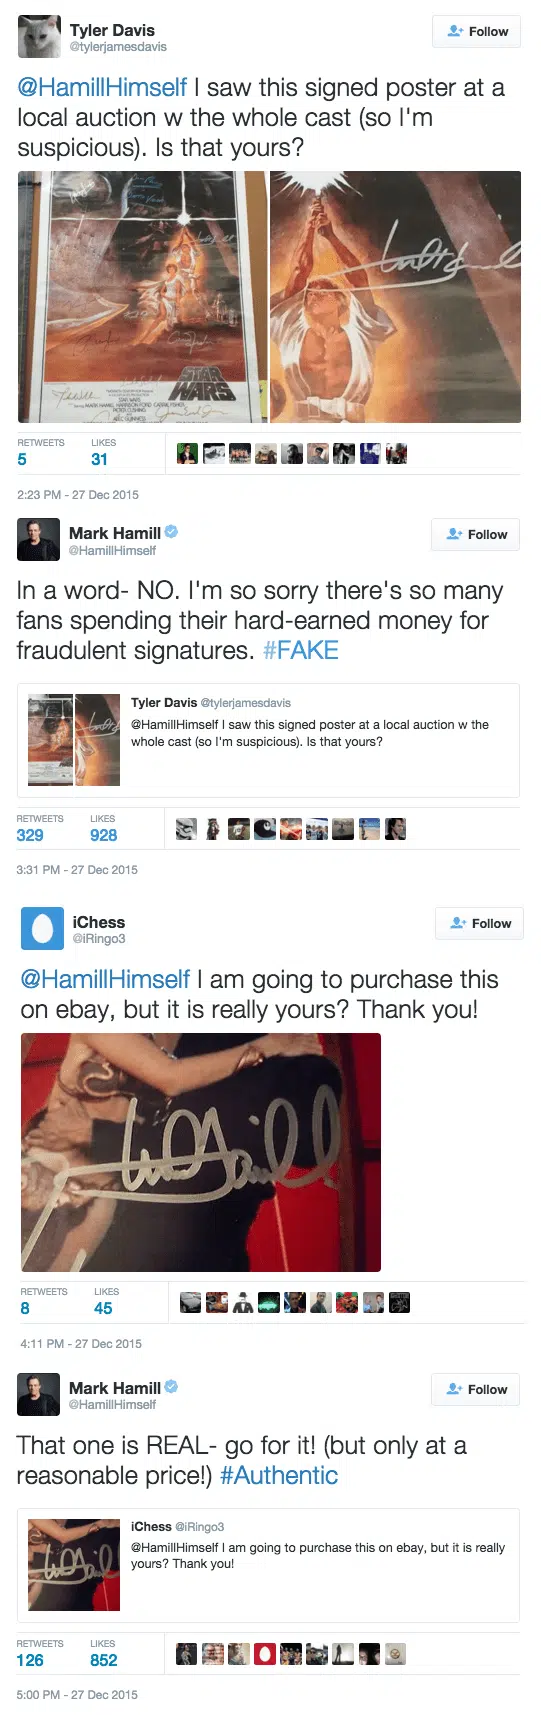 Tyler Davis
@tylerjamesdavis
Follow
@HamillHimself I saw this signed poster at a
local auction w the whole cast (so I'm
suspicious). Is that yours?
STAR
WARS
RETWEETS
LIKES
5
31
2:23 PM - 27 Dec 2015
Mark Hamill
@HamillHimself
Follow
In a word- NO. I'm so sorry there's so many
fans spending their hard-earned money for
fraudulent signatures. #FAKE
Tyler Davis @tylerjamesdavis
@HamillHimself I saw this signed poster at a local auction w the
whole cast (so I'm suspicious). Is that yours?
RETWEETS
LIKES
329
928
3:31 PM - 27 Dec 2015
iChess
@iRingo3
Follow
@HamillHimself I am going to purchase this
on ebay, but it is really yours? Thank you!
RETWEETS
LIKES
8
45
4:11 PM - 27 Dec 2015
Mark Hamill
@HamillHimself
Follow
That one is REAL- go for it! (but only at a
reasonable price!) #Authentic
iChess @iRingo3
@HamillHimself I am going to purchase this on ebay, but it is really
yours? Thank you!
RETWEETS
LIKES
126
852
5:00 PM - 27 Dec 2015